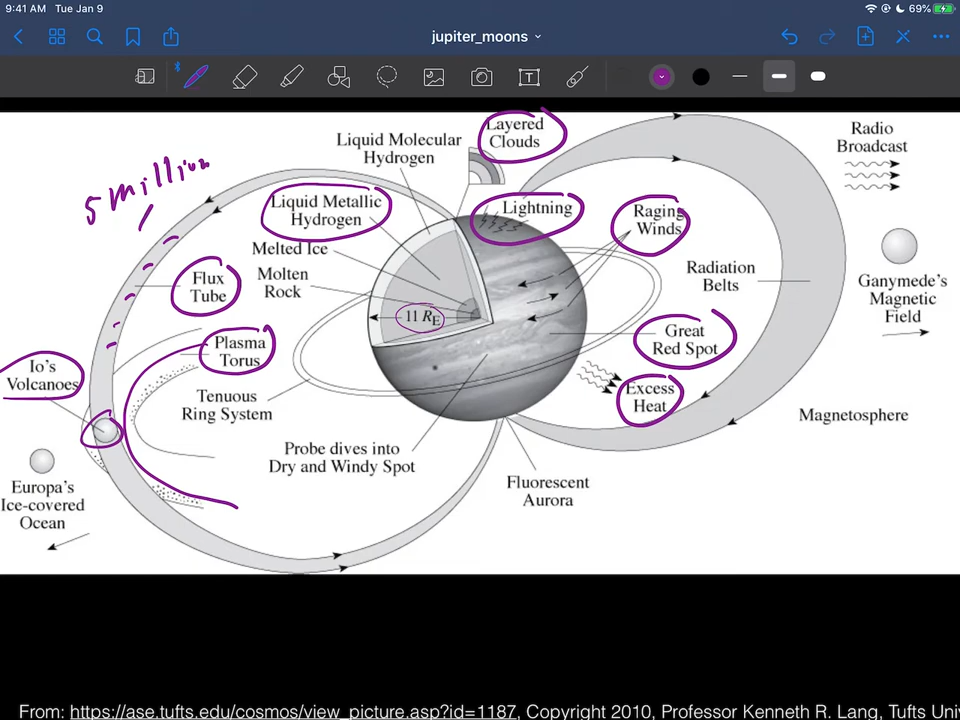 9:41 AM Tue Jan 9
69%
jupiter_moons
T
Layered
Clouds
Radio
Broadcast
Liquid Molecular
Hydrogen
5 million
Liquid Metallic
Hydrogen
Lightning
Raging
Winds
Melted Ice
Molten
Rock
Flux
Tube
Radiation
Belts
Ganymede's
Magnetic
Field
11 RE
Great
Red Spot
Plasma
Torus
Io's
Volcanoes
Excess
Heat
Tenuous
Ring System
Magnetosphere
Probe dives into
Dry and Windy Spot
Europa's
Ice-covered
Ocean
Fluorescent
Aurora
From: https://ase.tufts.edu/cosmos/view_picture.asp?id=1187, Copyright 2010, Professor Kenneth R. Lang, Tufts Uni